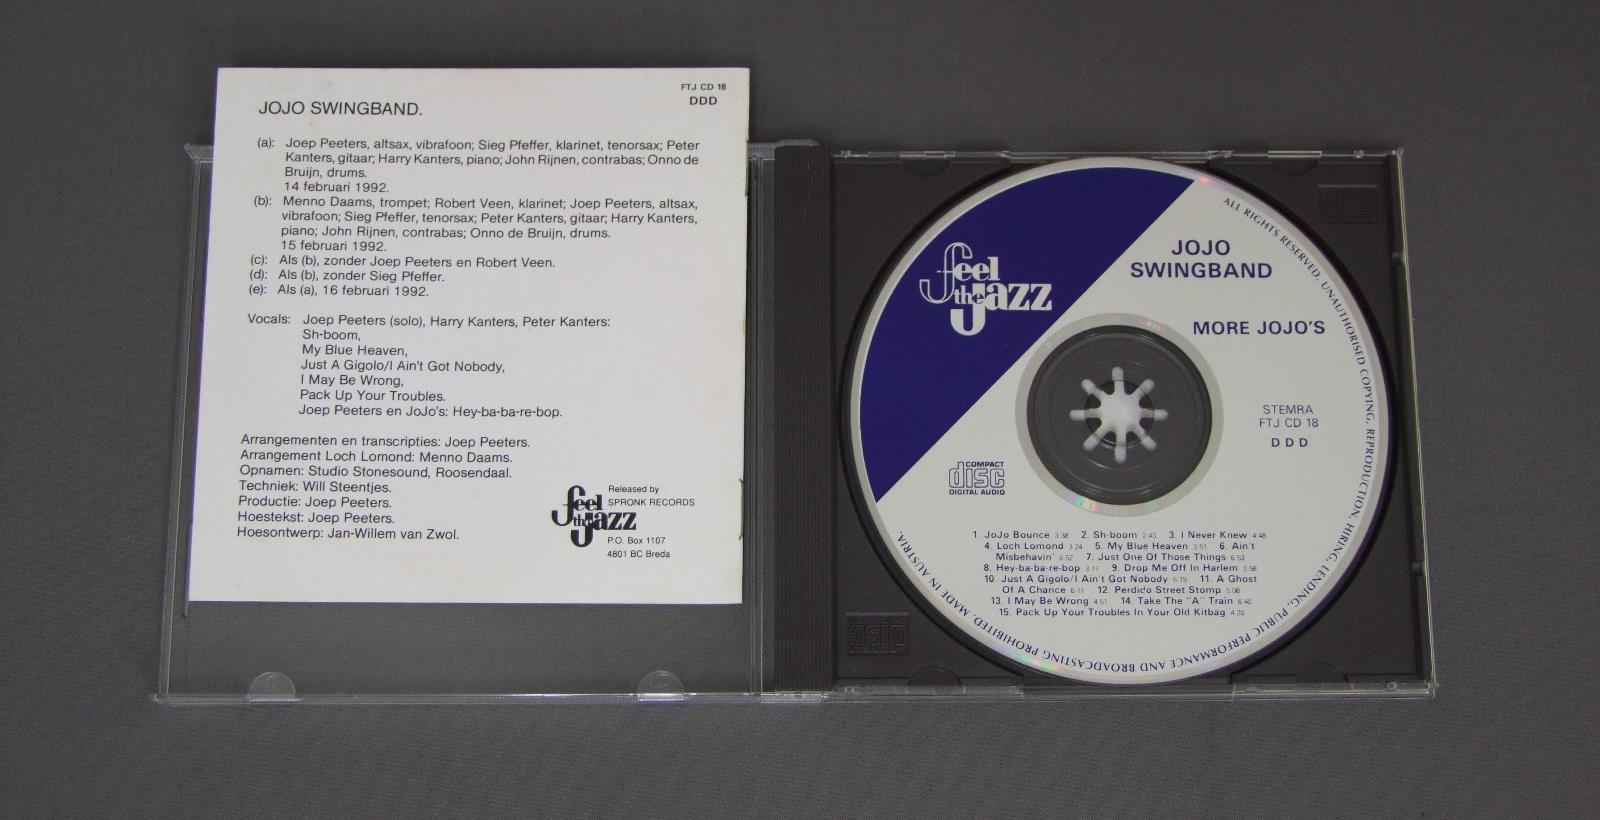 FTJ CD 18
DDD
JOJO SWINGBAND.
(a): Joep Peeters, altsax, vibrafoon; Sieg Pfeffer, klarinet, tenorsax; Peter
Kanters, gitaar; Harry Kanters, piano; John Rijnen, contrabas; Onno de
Bruijn, drums.
14 februari 1992.
(b): Menno Daams, trompet; Robert Veen, klarinet; Joep Peeters, altsax,
vibrafoon; Sieg Pfeffer, tenorsax; Peter Kanters, gitaar; Harry Kanters,
piano; John Rijnen, contrabas; Onno de Bruijn, drums.
15 februari 1992.
(c): Als (b), zonder Joep Peeters en Robert Veen.
(d): Als (b), zonder Sieg Pfeffer.
(e): Als (a), 16 februari 1992.
Vocals: Joep Peeters (solo), Harry Kanters, Peter Kanters:
Sh-boom,
My Blue Heaven,
Just A Gigolo/I Ain't Got Nobody,
I May Be Wrong,
Pack Up Your Troubles.
Joep Peeters en JoJo's: Hey-ba-ba-re-bop.
Arrangementen en transcripties: Joep Peeters.
Arrangement Loch Lomond: Menno Daams.
Opnamen: Studio Stonesound, Roosendaal.
Techniek: Will Steentjes.
Productie: Joep Peeters.
Hoestekst: Joep Peeters.
Hoesontwerp: Jan-Willem van Zwol.
feel
the Jazz
Released by
SPRONK RECORDS
P.O. Box 1107
4801 BC Breda
feel
the Jazz
JOJO
SWINGBAND
MORE JOJO'S
STEMRA
FTJ CD 18
DDD
COMPACT
disc
DIGITAL AUDIO
1. JoJo Bounce 3:38 2. Sh-boom 2:43 3. I Never Knew 4:48
4. Loch Lomond 3:24 5. My Blue Heaven 3:51 6. Ain't
Misbehavin' 6:52 7. Just One Of Those Things 6:53
8. Hey-ba-ba-re-bop 3:17 9. Drop Me Off In Harlem 3:58
10. Just A Gigolo/I Ain't Got Nobody 5:19 11. A Ghost
Of A Chance 6:11 12. Perdido Street Stomp 5:08
13. I May Be Wrong 4:51 14. Take The "A" Train 6:40
15. Pack Up Your Troubles In Your Old Kitbag 4:20
ALL RIGHTS RESERVED. UNAUTHORISED COPYING, REPRODUCTION, HIRING, LENDING, PUBLIC PERFORMANCE AND BROADCASTING PROHIBITED. MADE IN AUSTRIA.
disc